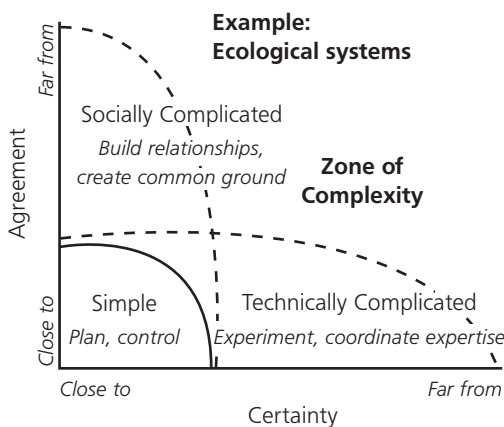 Example:
Ecological systems
Far from
Socially Complicated
Build relationships,
create common ground
Zone of
Complexity
Agreement
Simple
Plan, control
Technically Complicated
Experiment, coordinate expertise
Close to
Close to
Far from
Certainty